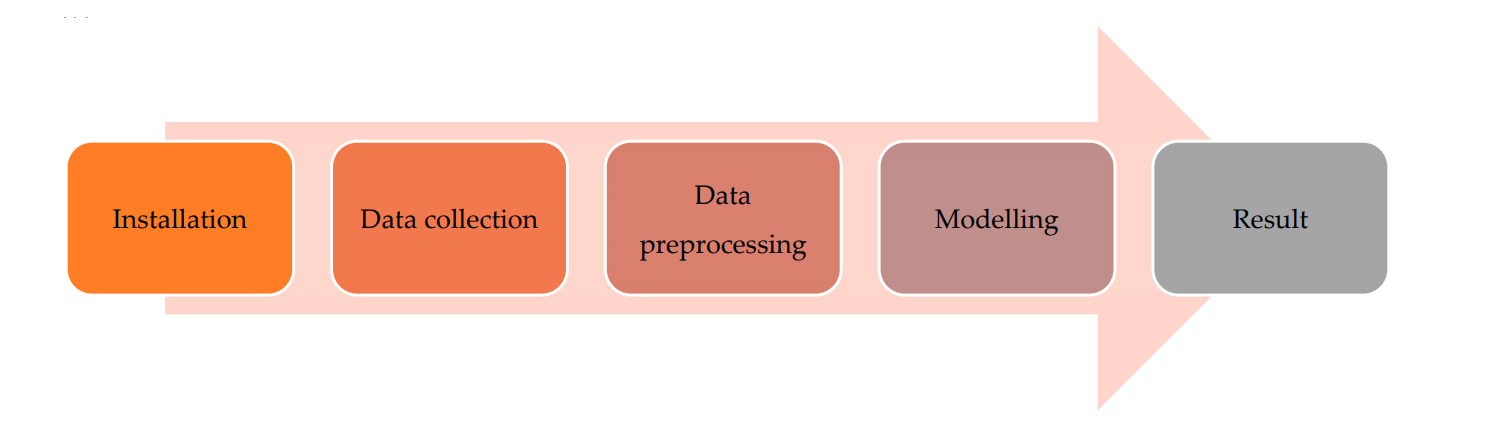 Installation
Data collection
Data
preprocessing
Modelling
Result